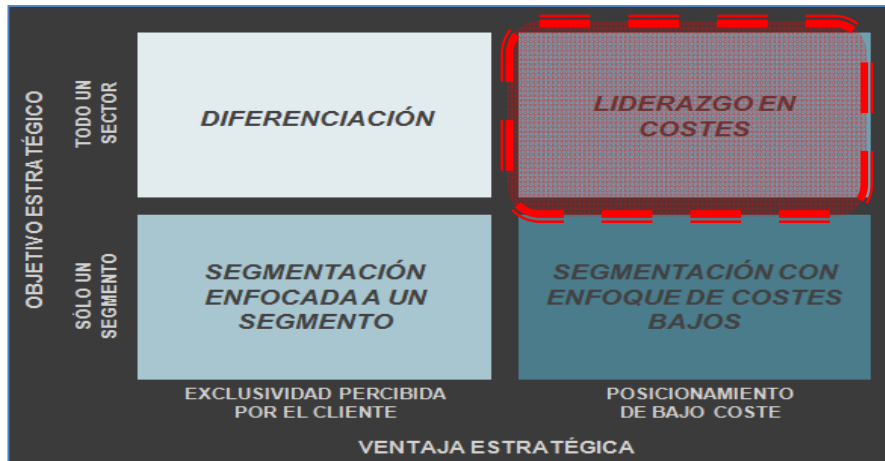 OBJETIVO ESTRATÉGICO
TODO UN
SECTOR
DIFERENCIACIÓN
LIDERAZGO EN
COSTES
SÓLO UN
SEGMENTO
SEGMENTACIÓN
ENFOCADA A UN
SEGMENTO
SEGMENTACIÓN CON
ENFOQUE DE COSTES
BAJOS
EXCLUSIVIDAD PERCIBIDA
POR EL CLIENTE
POSICIONAMIENTO
DE BAJO COSTE
VENTAJA ESTRATÉGICA